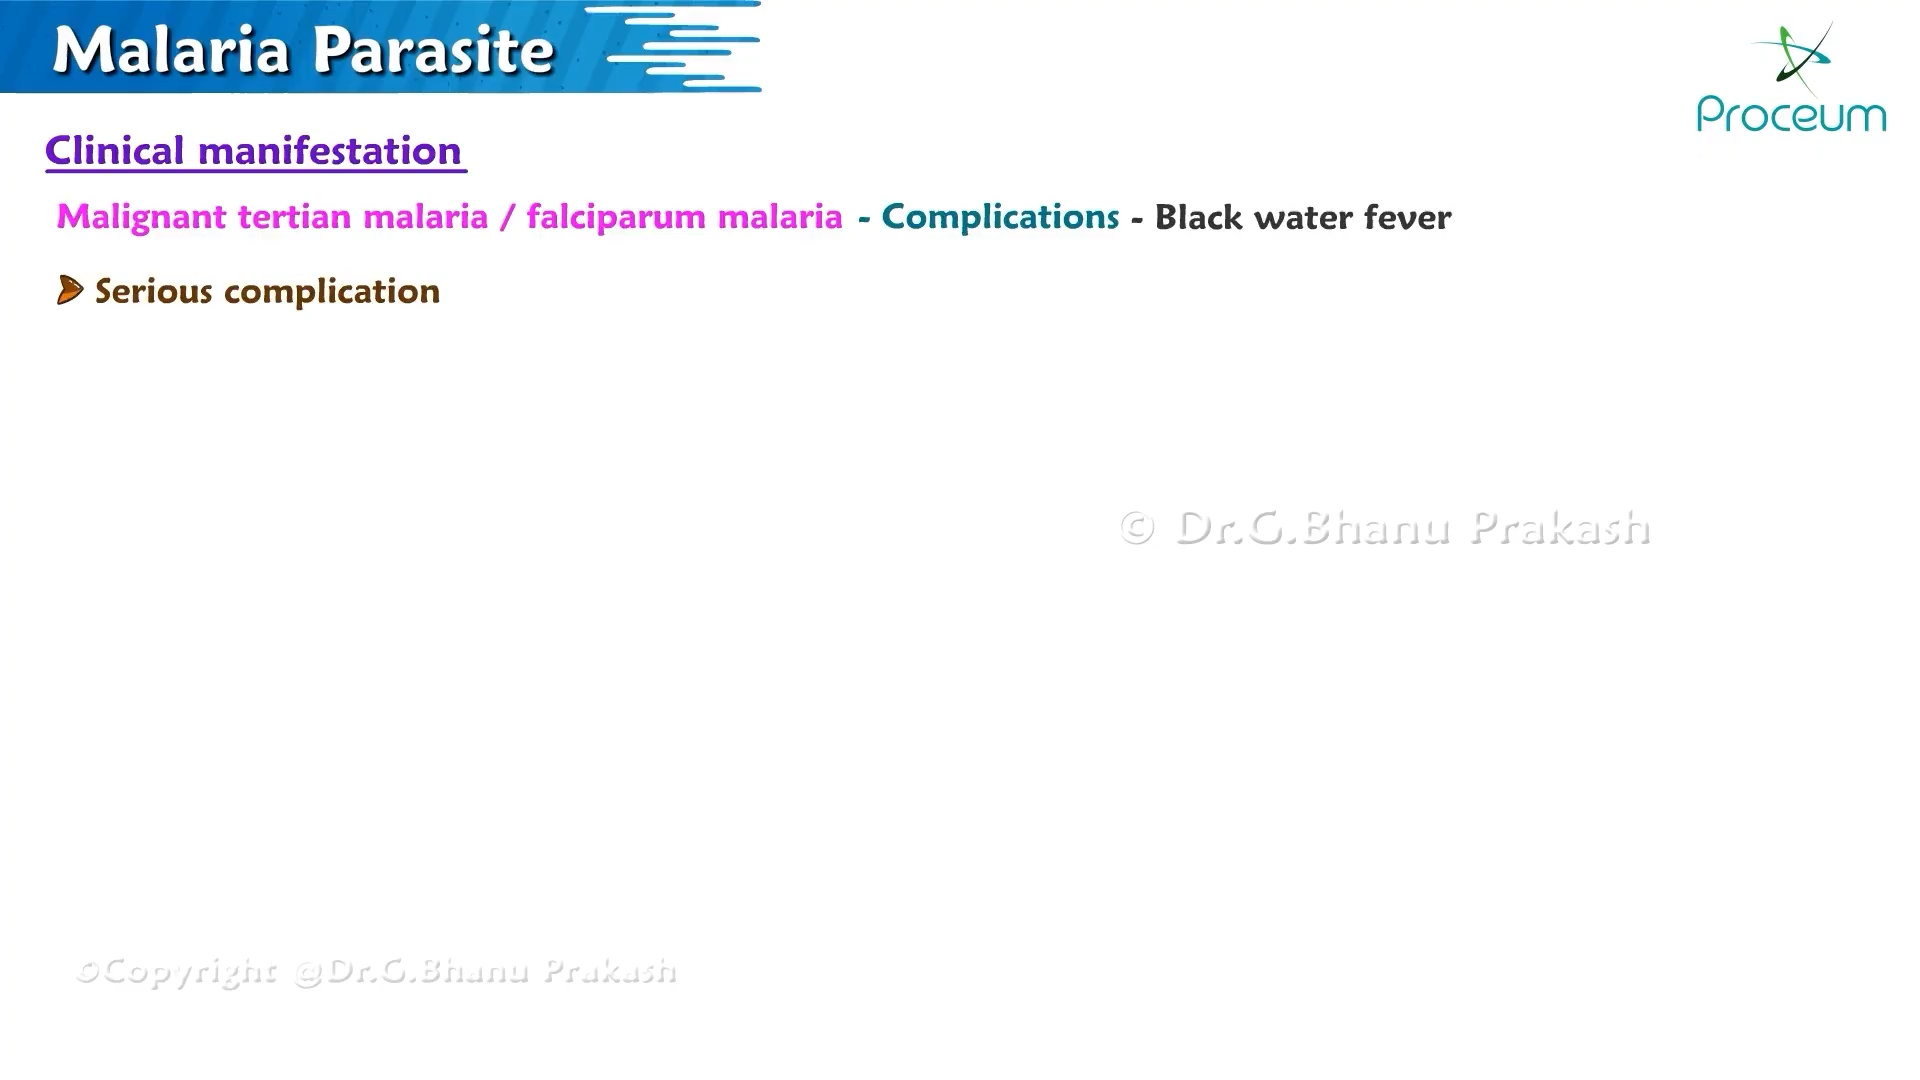 Malaria Parasite
Proceum
Clinical manifestation
Malignant tertian malaria / falciparum malaria - Complications - Black water fever
Serious complication
© Dr.G.Bhanu Prakash
©Copyright @Dr.G.Bhanu Prakash